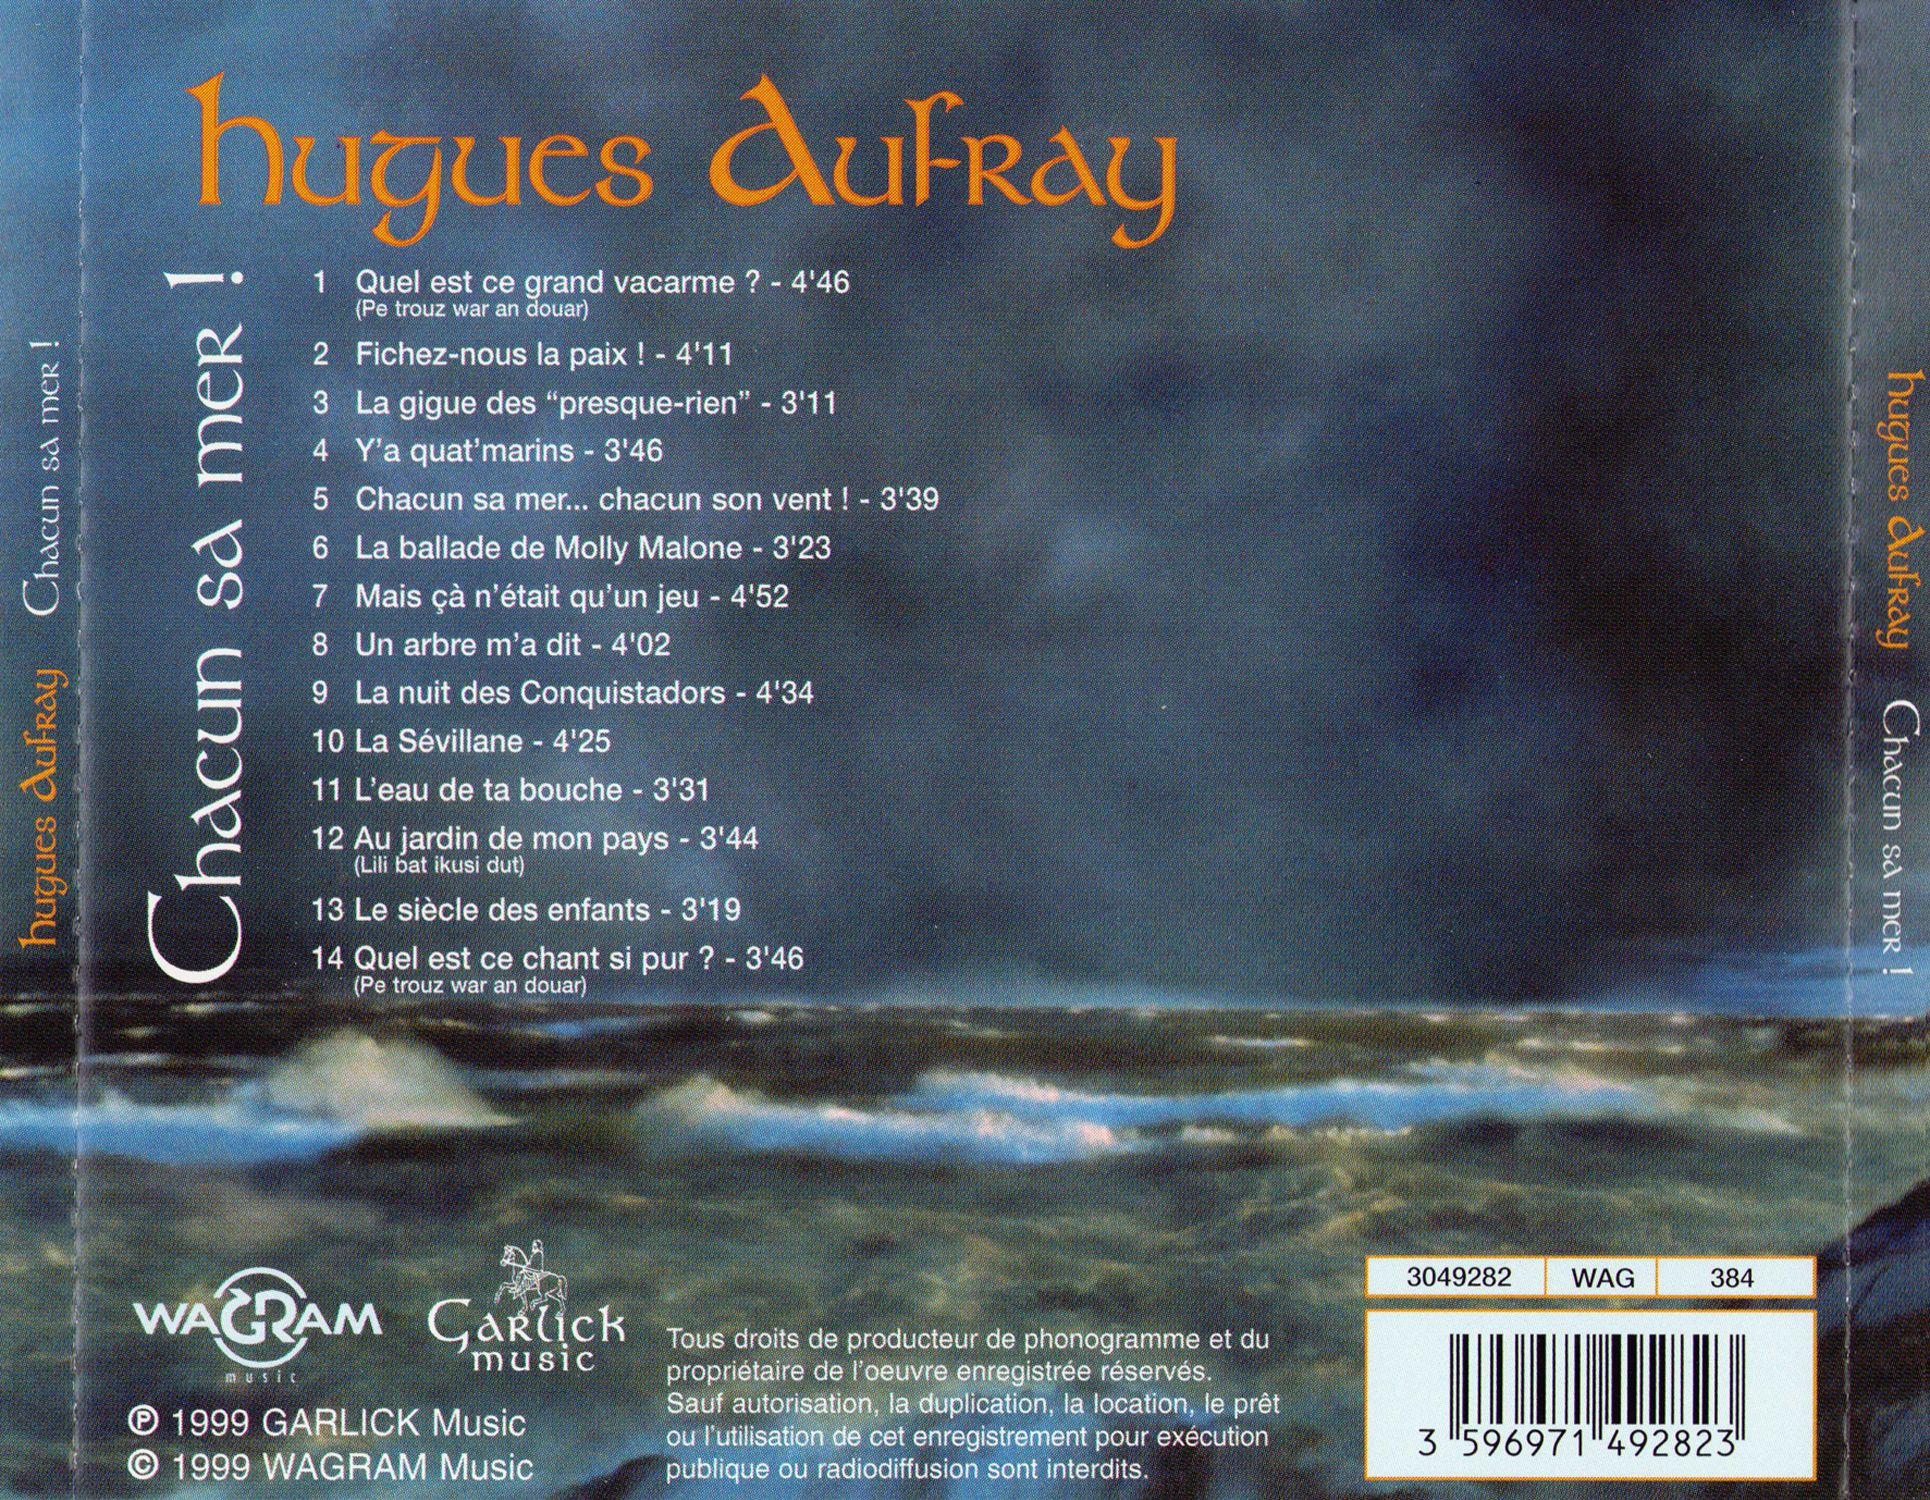 Hugues Aufray
Chacun sa mer !
1 Quel est ce grand vacarme ? - 4'46
(Pe trouz war an douar)
2 Fichez-nous la paix ! - 4'11
3 La gigue des “presque-rien” - 3'11
4 Y’a quat’marins - 3'46
5 Chacun sa mer... chacun son vent ! - 3'39
6 La ballade de Molly Malone - 3'23
7 Mais çà n’était qu’un jeu - 4'52
8 Un arbre m’a dit - 4'02
9 La nuit des Conquistadors - 4'34
10 La Sévillane - 4'25
11 L’eau de ta bouche - 3'31
12 Au jardin de mon pays - 3'44
(Lili bat ikusi dut)
13 Le siècle des enfants - 3'19
14 Quel est ce chant si pur ? - 3'46
(Pe trouz war an douar)
Hugues Aufray Chacun sa mer !
Hugues Aufray Chacun sa mer !
WAGRAM
music
Garlick
music
℗ 1999 GARLICK Music
© 1999 WAGRAM Music
Tous droits de producteur de phonogramme et du
propriétaire de l’oeuvre enregistrée réservés.
Sauf autorisation, la duplication, la location, le prêt
ou l’utilisation de cet enregistrement pour exécution
publique ou radiodiffusion sont interdits.
3049282 WAG 384
3 596971 492823